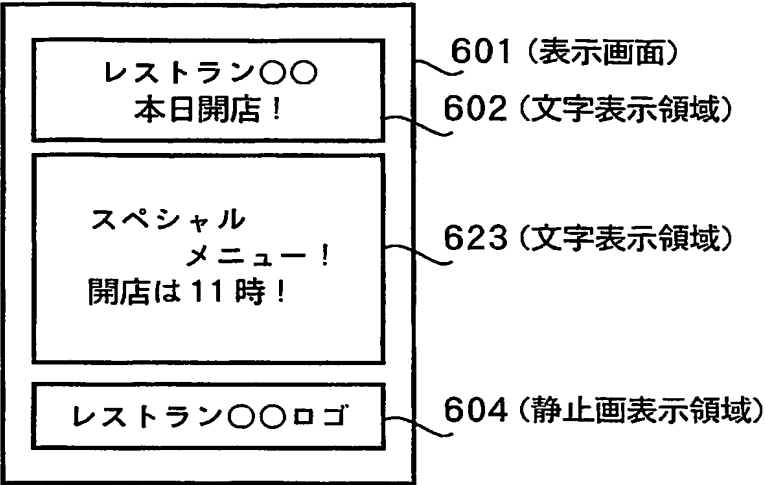 レストラン○○
本日開店！
スペシャル
メニュー！
開店は11時！
レストラン○○ロゴ
601（表示画面）
602（文字表示領域）
623（文字表示領域）
604（静止画表示領域）